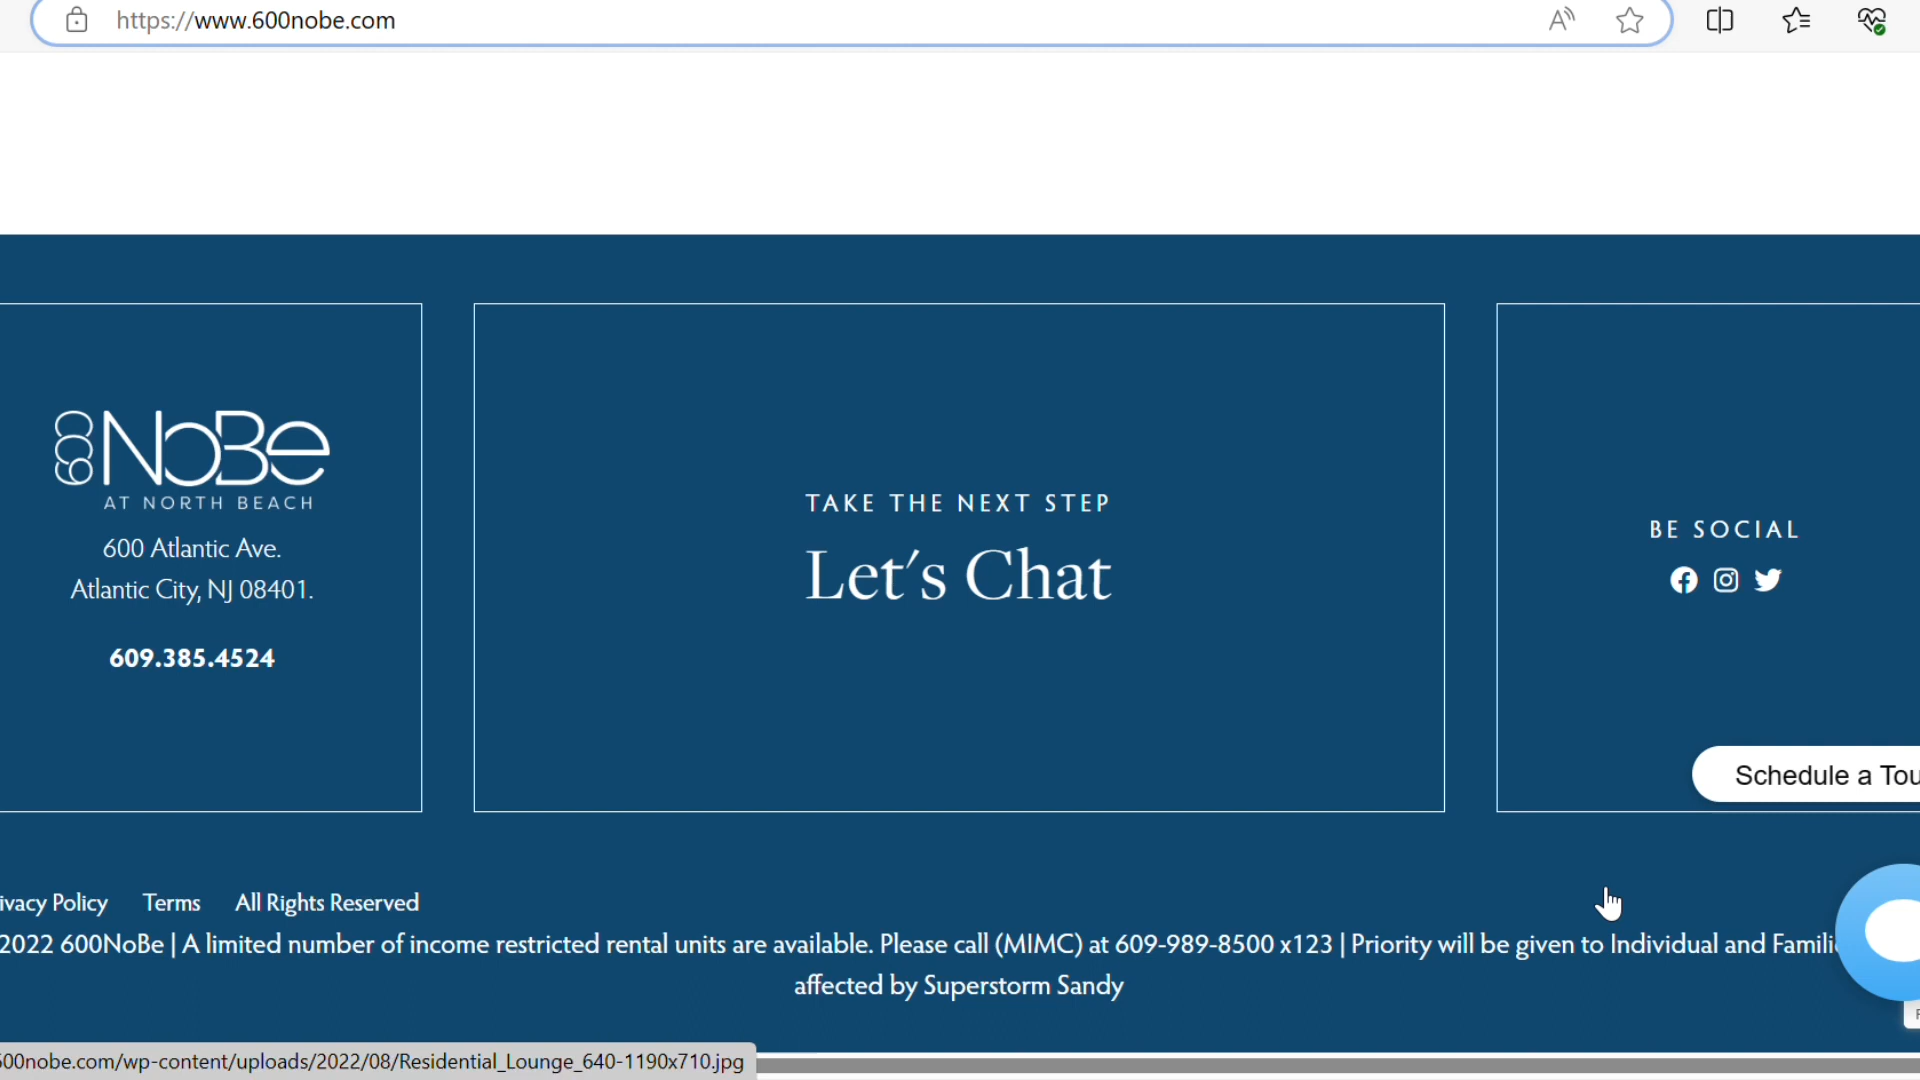 https://www.600nobe.com
600 NoBe
AT NORTH BEACH
600 Atlantic Ave.
Atlantic City, NJ 08401.
609.385.4524
TAKE THE NEXT STEP
Let's Chat
BE SOCIAL
Schedule a Tou
ivacy Policy Terms All Rights Reserved
2022 600NoBe | A limited number of income restricted rental units are available. Please call (MIMC) at 609-989-8500 x123 | Priority will be given to Individual and Famili
affected by Superstorm Sandy
00nobe.com/wp-content/uploads/2022/08/Residential_Lounge_640-1190x710.jpg